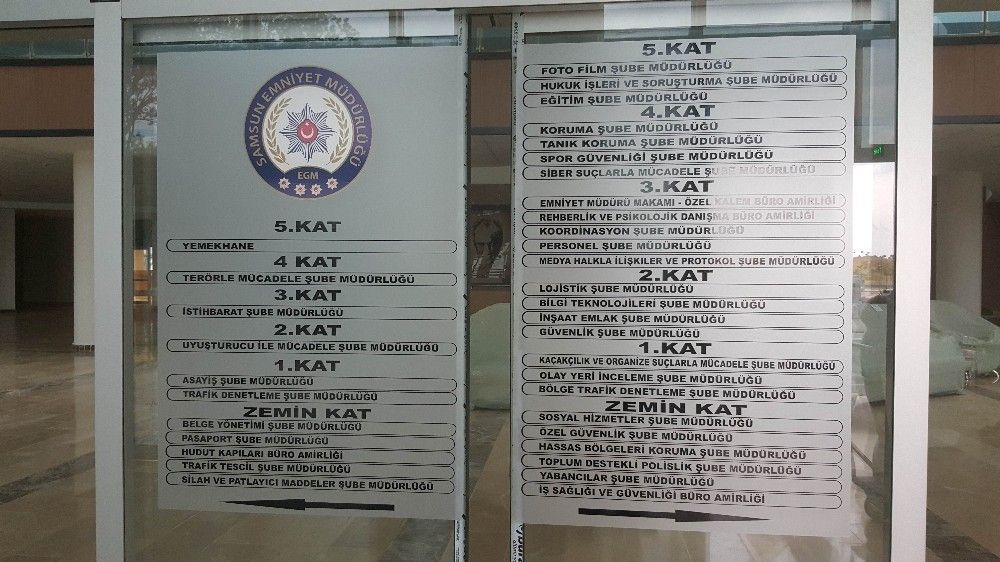 SAMSUN EMNİYET MÜDÜRLÜĞÜ
EGM
5.KAT
YEMEKHANE
4 KAT
TERÖRLE MÜCADELE ŞUBE MÜDÜRLÜĞÜ
3.KAT
İSTİHBARAT ŞUBE MÜDÜRLÜĞÜ
2.KAT
UYUŞTURUCU İLE MÜCADELE ŞUBE MÜDÜRLÜĞÜ
1.KAT
ASAYİŞ ŞUBE MÜDÜRLÜĞÜ
TRAFİK DENETLEME ŞUBE MÜDÜRLÜĞÜ
ZEMİN KAT
BELGE YÖNETİMİ ŞUBE MÜDÜRLÜĞÜ
PASAPORT ŞUBE MÜDÜRLÜĞÜ
HUDUT KAPILARI BÜRO AMİRLİĞİ
TRAFİK TESCİL ŞUBE MÜDÜRLÜĞÜ
SİLAH VE PATLAYICI MADDELER ŞUBE MÜDÜRLÜĞÜ
5.KAT
FOTO FİLM ŞUBE MÜDÜRLÜĞÜ
HUKUK İŞLERİ VE SORUŞTURMA ŞUBE MÜDÜRLÜĞÜ
EĞİTİM ŞUBE MÜDÜRLÜĞÜ
4.KAT
KORUMA ŞUBE MÜDÜRLÜĞÜ
TANIK KORUMA ŞUBE MÜDÜRLÜĞÜ
SPOR GÜVENLİĞİ ŞUBE MÜDÜRLÜĞÜ
SİBER SUÇLARLA MÜCADELE ŞUBE MÜDÜRLÜĞÜ
3.KAT
EMNİYET MÜDÜRÜ MAKAMI - ÖZEL KALEM BÜRO AMİRLİĞİ
REHBERLİK VE PSİKOLOJİK DANIŞMA BÜRO AMİRLİĞİ
KOORDİNASYON ŞUBE MÜDÜRLÜĞÜ
PERSONEL ŞUBE MÜDÜRLÜĞÜ
MEDYA HALKLA İLİŞKİLER VE PROTOKOL ŞUBE MÜDÜRLÜĞÜ
2.KAT
LOJİSTİK ŞUBE MÜDÜRLÜĞÜ
BİLGİ TEKNOLOJİLERİ ŞUBE MÜDÜRLÜĞÜ
İNŞAAT EMLAK ŞUBE MÜDÜRLÜĞÜ
GÜVENLİK ŞUBE MÜDÜRLÜĞÜ
1.KAT
KAÇAKÇILIK VE ORGANİZE SUÇLARLA MÜCADELE ŞUBE MÜDÜRLÜĞÜ
OLAY YERİ İNCELEME ŞUBE MÜDÜRLÜĞÜ
BÖLGE TRAFİK DENETLEME ŞUBE MÜDÜRLÜĞÜ
ZEMİN KAT
SOSYAL HİZMETLER ŞUBE MÜDÜRLÜĞÜ
ÖZEL GÜVENLİK ŞUBE MÜDÜRLÜĞÜ
HASSAS BÖLGELERİ KORUMA ŞUBE MÜDÜRLÜĞÜ
TOPLUM DESTEKLİ POLİSLİK ŞUBE MÜDÜRLÜĞÜ
YABANCILAR ŞUBE MÜDÜRLÜĞÜ
İŞ SAĞLIĞI VE GÜVENLİĞİ BÜRO AMİRLİĞİ